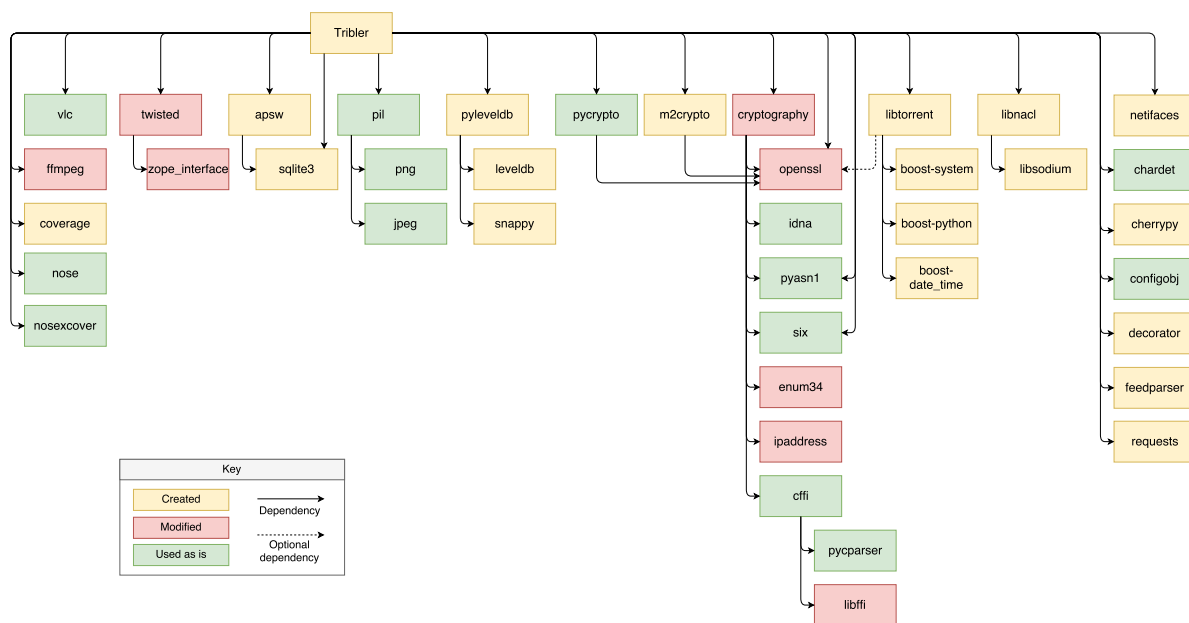 Tribler
vlc
twisted
apsw
pil
pyleveldb
pycrypto
m2crypto
cryptography
libtorrent
libnacl
netifaces
ffmpeg
zope_interface
sqlite3
png
leveldb
openssl
boost-system
libsodium
chardet
coverage
jpeg
snappy
idna
boost-python
cherrypy
nose
pyasn1
boost-
date_time
configobj
nosexcover
six
decorator
enum34
feedparser
ipaddress
requests
cffi
pycparser
libffi
Key
Created
Dependency
Modified
Optional
dependency
Used as is